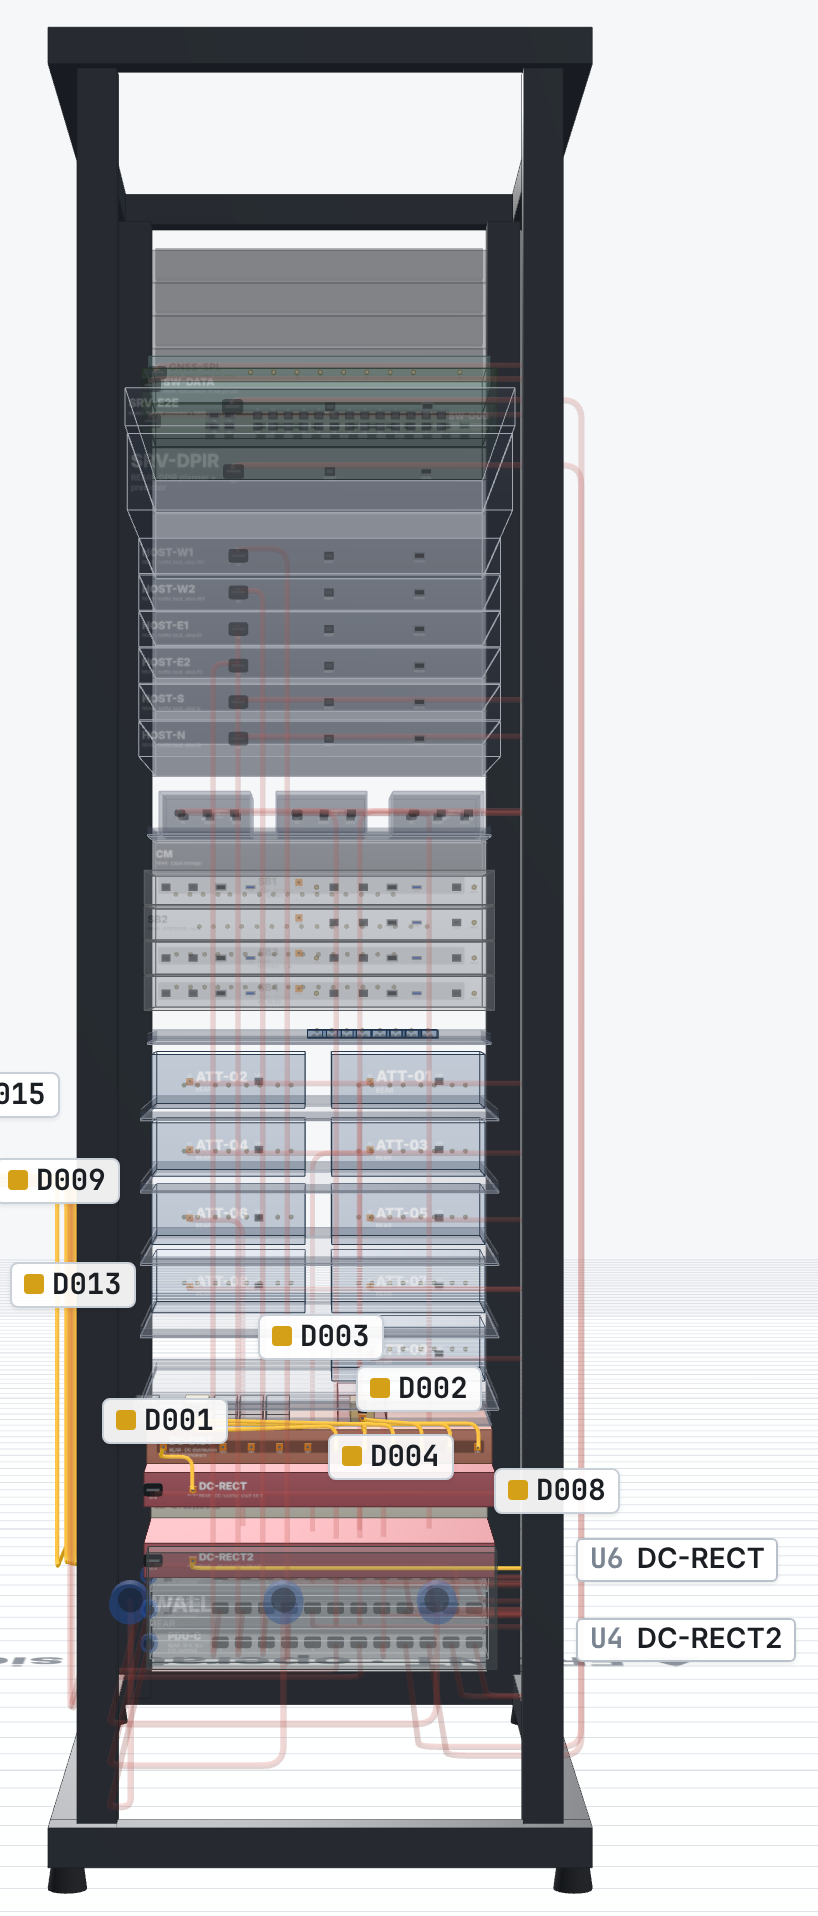 SW-DATA
SRV-E2E
SRV-DPIR
HOST-W1
HOST-W2
HOST-E1
HOST-E2
HOST-S
HOST-N
CM
SB2
015
ATT-02
ATT-01
ATT-04
ATT-03
D009
ATT-06
ATT-05
D013
D003
D002
D001
D004
DC-RECT
D008
DC-RECT2
U6 DC-RECT
WALL
REAR
PDU-C
U4 DC-RECT2